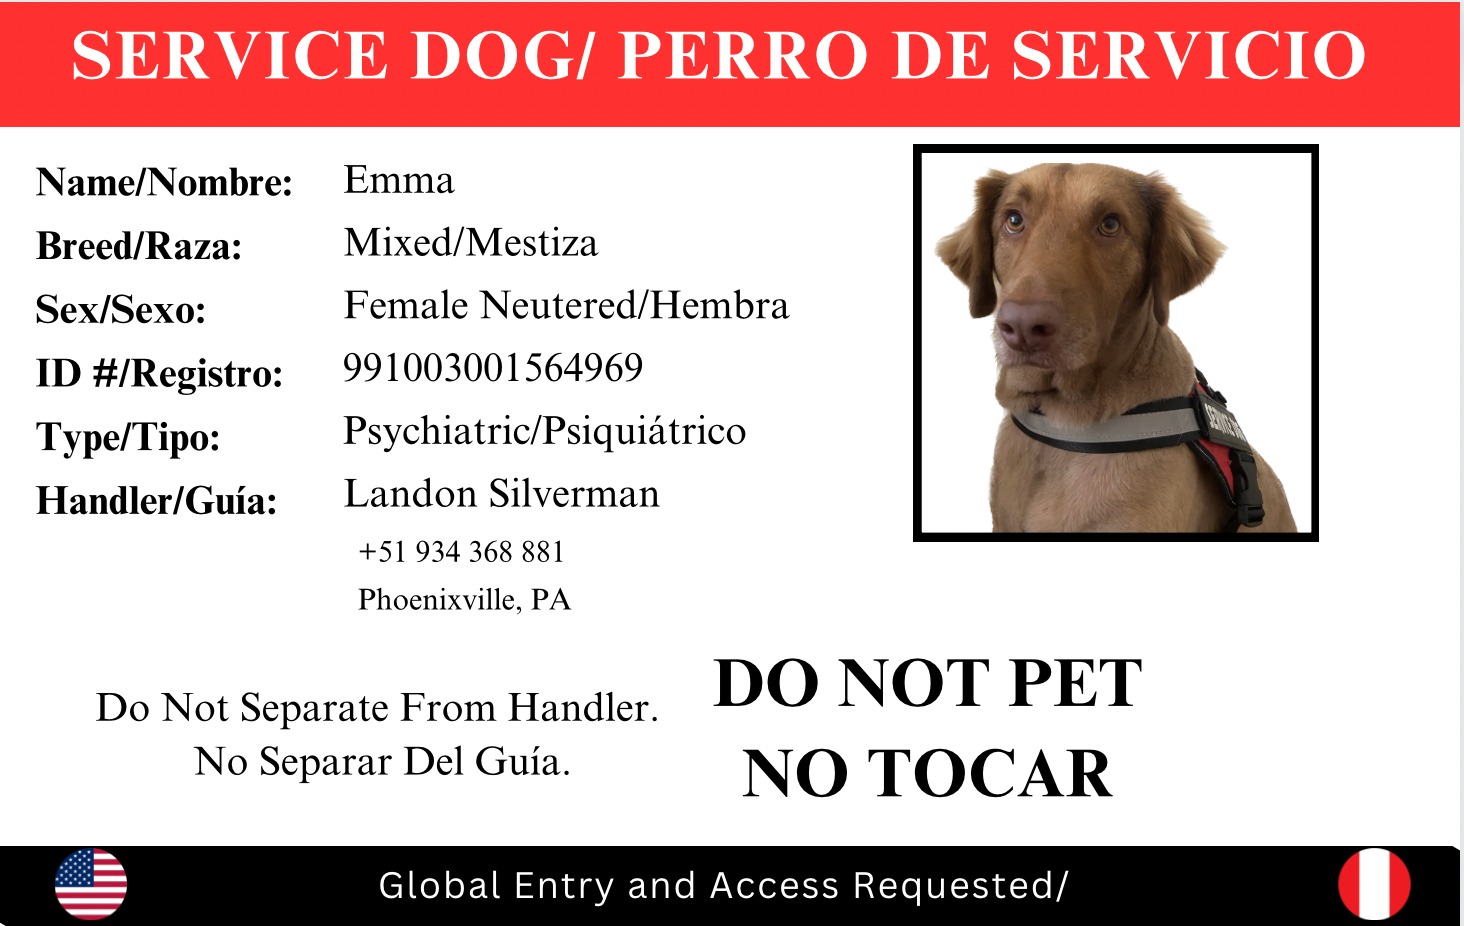 SERVICE DOG/ PERRO DE SERVICIO
Name/Nombre: Emma
Breed/Raza: Mixed/Mestiza
Sex/Sexo: Female Neutered/Hembra
ID #/Registro: 991003001564969
Type/Tipo: Psychiatric/Psiquiátrico
Handler/Guía: Landon Silverman
+51 934 368 881
Phoenixville, PA
Do Not Separate From Handler.
No Separar Del Guía.
DO NOT PET
NO TOCAR
Global Entry and Access Requested/